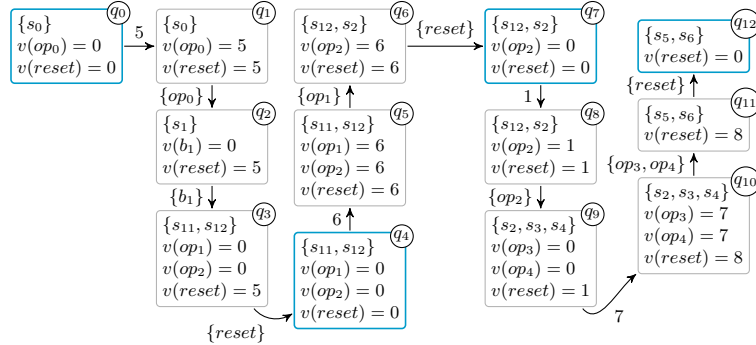 q₀
{s₀}
v(op₀) = 0
v(reset) = 0
5
q₁
{s₀}
v(op₀) = 5
v(reset) = 5
{op₀}
q₂
{s₁}
v(b₁) = 0
v(reset) = 5
{b₁}
q₃
{s₁₁, s₁₂}
v(op₁) = 0
v(op₂) = 0
v(reset) = 5
{reset}
q₄
{s₁₁, s₁₂}
v(op₁) = 0
v(op₂) = 0
v(reset) = 0
6
q₅
{s₁₁, s₁₂}
v(op₁) = 6
v(op₂) = 6
v(reset) = 6
{op₁}
q₆
{s₁₂, s₂}
v(op₂) = 6
v(reset) = 6
{reset}
q₇
{s₁₂, s₂}
v(op₂) = 0
v(reset) = 0
1
q₈
{s₁₂, s₂}
v(op₂) = 1
v(reset) = 1
{op₂}
q₉
{s₂, s₃, s₄}
v(op₃) = 0
v(op₄) = 0
v(reset) = 1
7
q₁₀
{s₂, s₃, s₄}
v(op₃) = 7
v(op₄) = 7
v(reset) = 8
{op₃, op₄}
q₁₁
{s₅, s₆}
v(reset) = 8
{reset}
q₁₂
{s₅, s₆}
v(reset) = 0